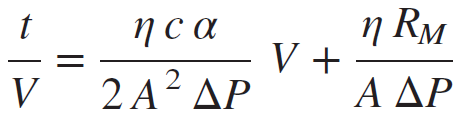 t/V = η c α / 2 A² ΔP V + η R_M / A ΔP